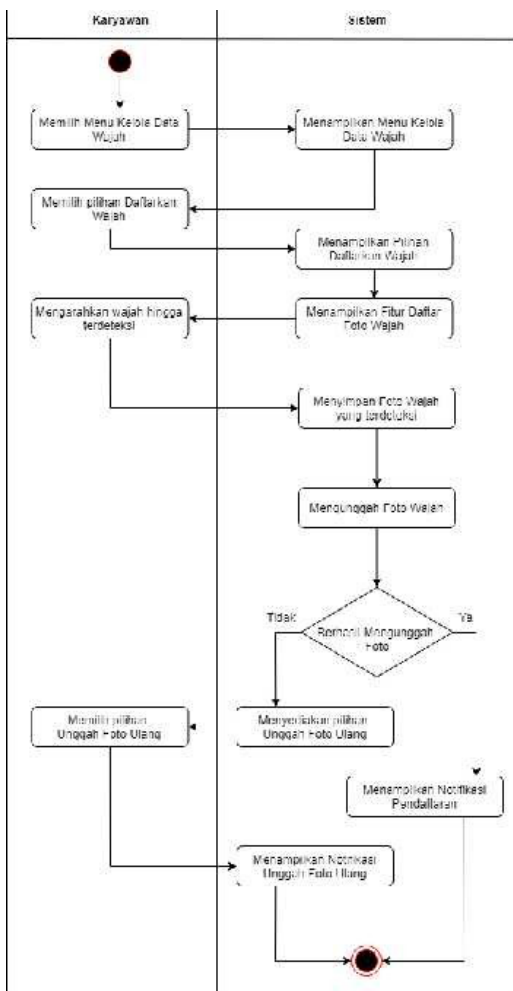 Karyawan
Sistem
Memilih Menu Kelola Data
Wajah
Menampilkan Menu Kelola
Data Wajah
Memilih pilihan Daftarkan
Wajah
Menampilkan Pilihan
Daftarkan Wajah
Mengarahkan wajah hingga
terdeteksi
Menampilkan Fitur Daftar
Foto Wajah
Menyimpan Foto Wajah
yang terdeteksi
Mengunggah Foto Wajah
Tidak
Ya
Berhasil Mengunggah
Foto
Memilih pilihan
Unggah Foto Ulang
Menyediakan pilihan
Unggah Foto Ulang
Menampilkan Notifikasi
Pendaftaran
Menampilkan Notifikasi
Unggah Foto Ulang